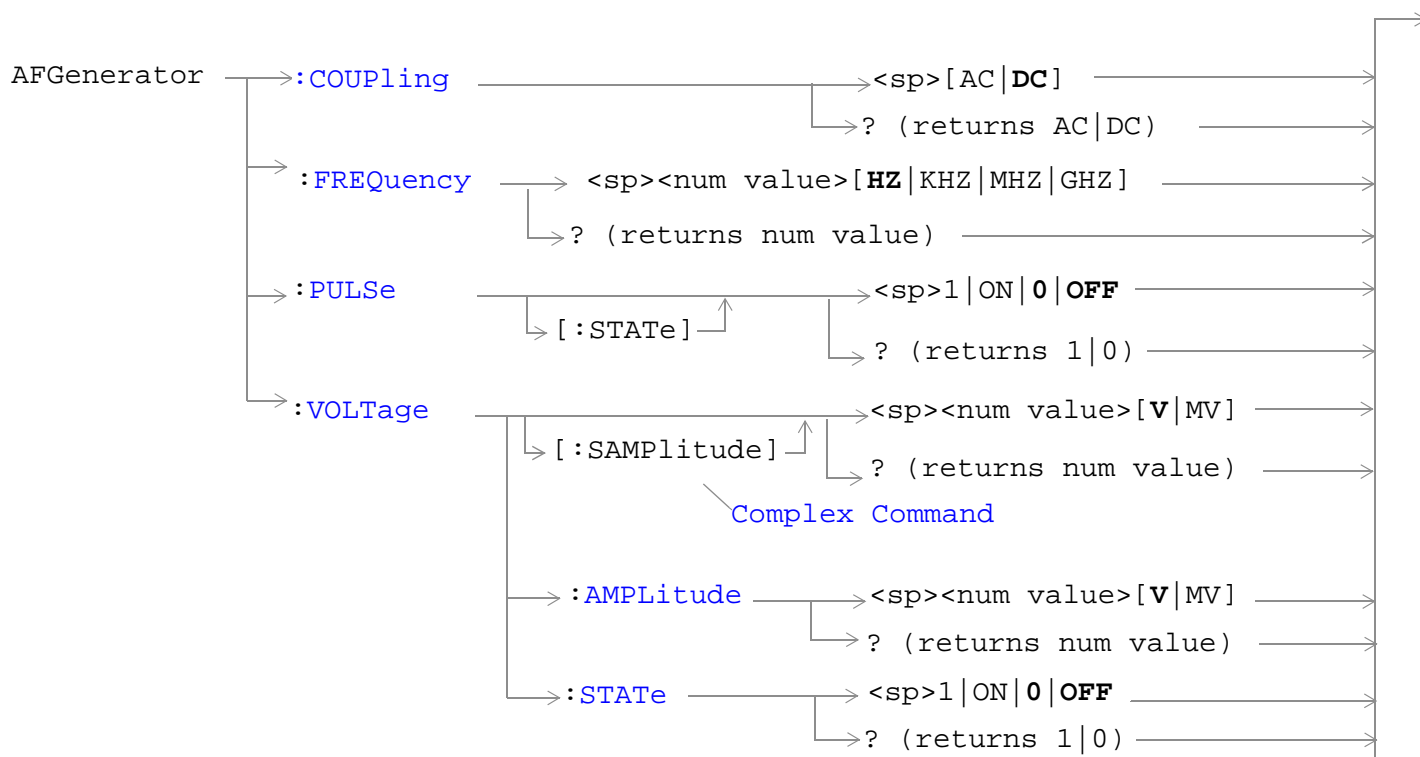 AFGenerator :COUPling <sp>[AC|DC]
? (returns AC|DC)
:FREQuency <sp><num value>[HZ|KHZ|MHZ|GHZ]
? (returns num value)
:PULSe <sp>1|ON|0|OFF
[:STATe]
? (returns 1|0)
:VOLTage <sp><num value>[V|MV]
[:SAMPlitude]
? (returns num value)
Complex Command
:AMPLitude <sp><num value>[V|MV]
? (returns num value)
:STATe <sp>1|ON|0|OFF
? (returns 1|0)